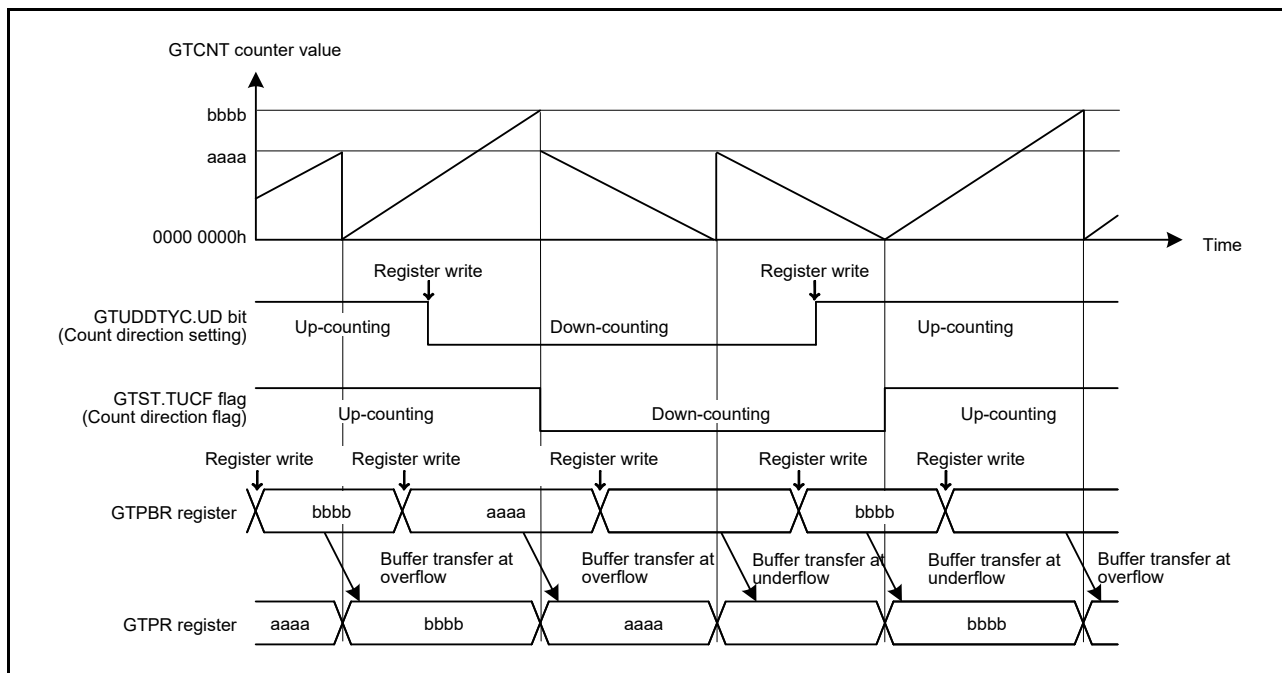 GTCNT counter value
bbbb
aaaa
0000 0000h
Time
Register write
Register write
GTUDDTYC.UD bit
(Count direction setting)
Up-counting
Down-counting
Up-counting
GTST.TUCF flag
(Count direction flag)
Up-counting
Down-counting
Up-counting
Register write
Register write
Register write
Register write
Register write
GTPBR register
bbbb
aaaa
bbbb
Buffer transfer at
overflow
Buffer transfer at
overflow
Buffer transfer at
underflow
Buffer transfer at
underflow
Buffer transfer at
overflow
GTPR register
aaaa
bbbb
aaaa
bbbb